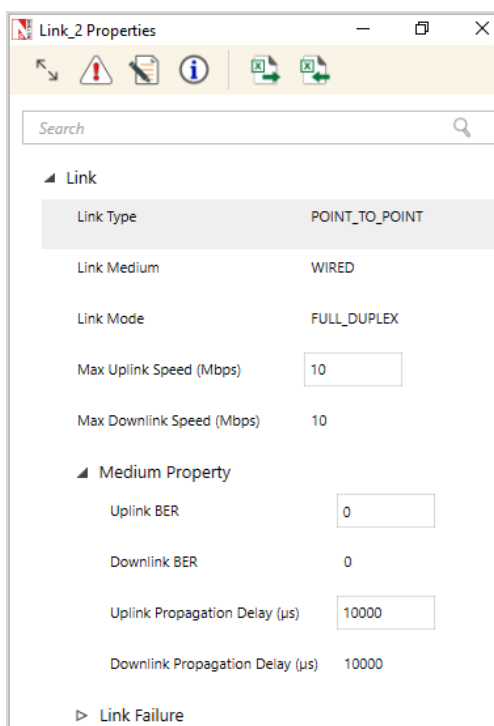 Link_2 Properties
Search
Link
Link Type POINT_TO_POINT
Link Medium WIRED
Link Mode FULL_DUPLEX
Max Uplink Speed (Mbps) 10
Max Downlink Speed (Mbps) 10
Medium Property
Uplink BER 0
Downlink BER 0
Uplink Propagation Delay (µs) 10000
Downlink Propagation Delay (µs) 10000
Link Failure